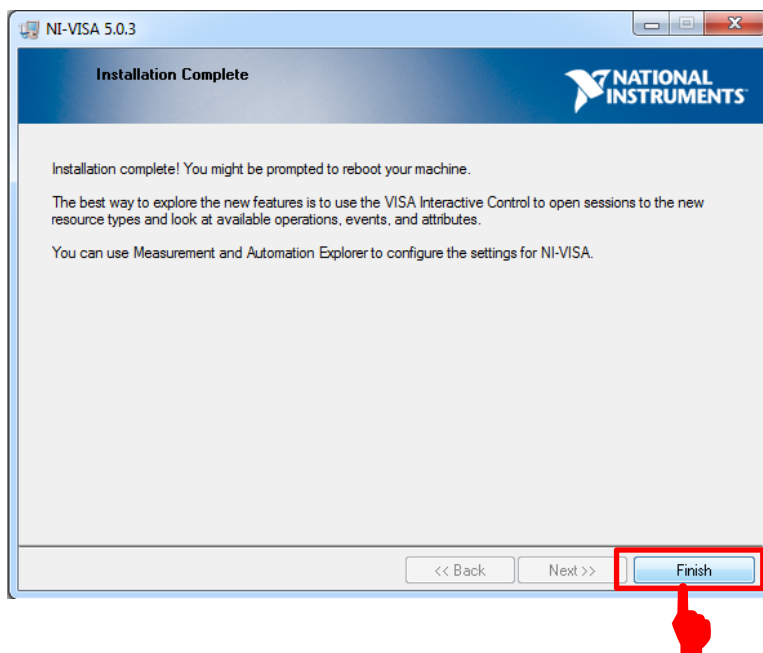 NI-VISA 5.0.3
Installation Complete
NATIONAL
INSTRUMENTS
Installation complete! You might be prompted to reboot your machine.
The best way to explore the new features is to use the VISA Interactive Control to open sessions to the new
resource types and look at available operations, events, and attributes.
You can use Measurement and Automation Explorer to configure the settings for NI-VISA.
<< Back Next >> Finish